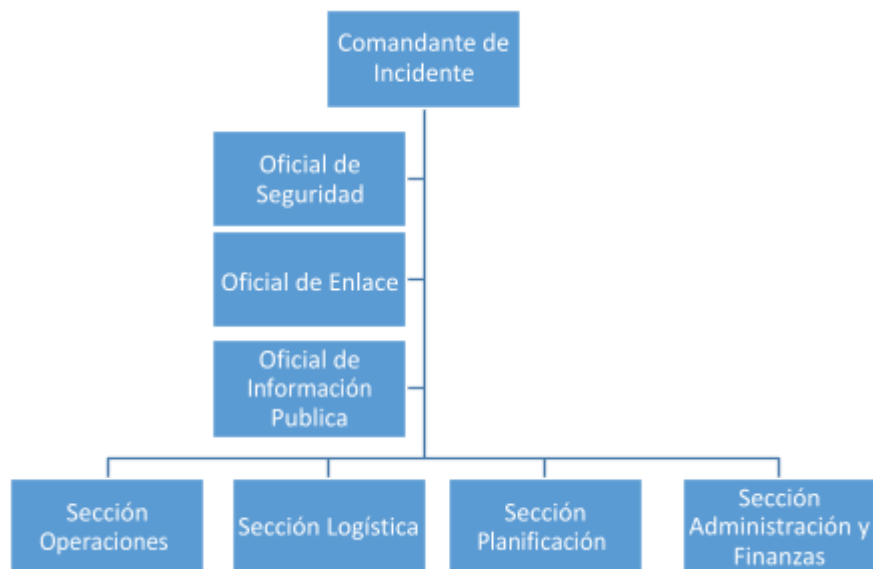 Comandante de
Incidente
Oficial de
Seguridad
Oficial de Enlace
Oficial de
Información
Publica
Sección
Operaciones
Sección Logística
Sección
Planificación
Sección
Administración y
Finanzas